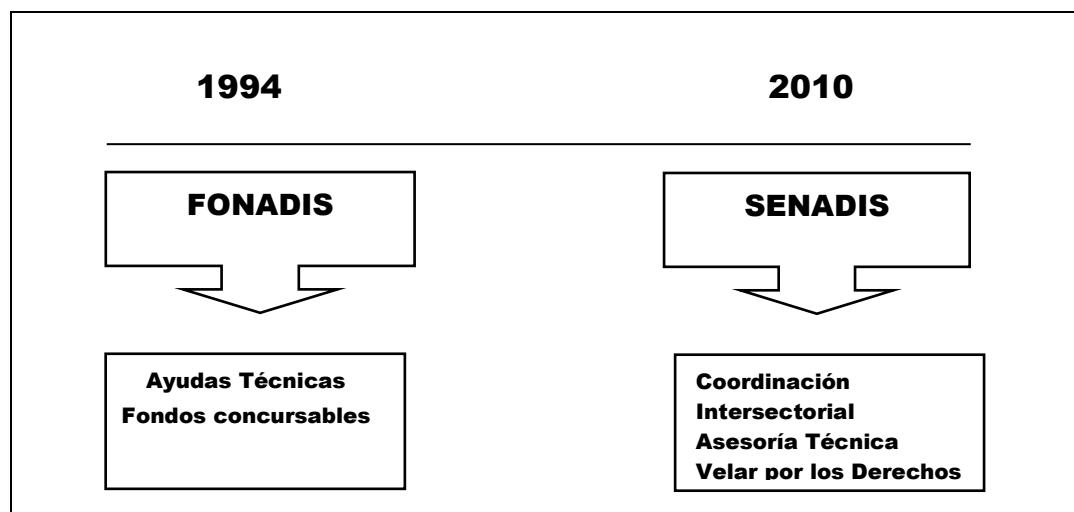 1994
2010
FONADIS
SENADIS
Ayudas Técnicas
Fondos concursables
Coordinación
Intersectorial
Asesoría Técnica
Velar por los Derechos